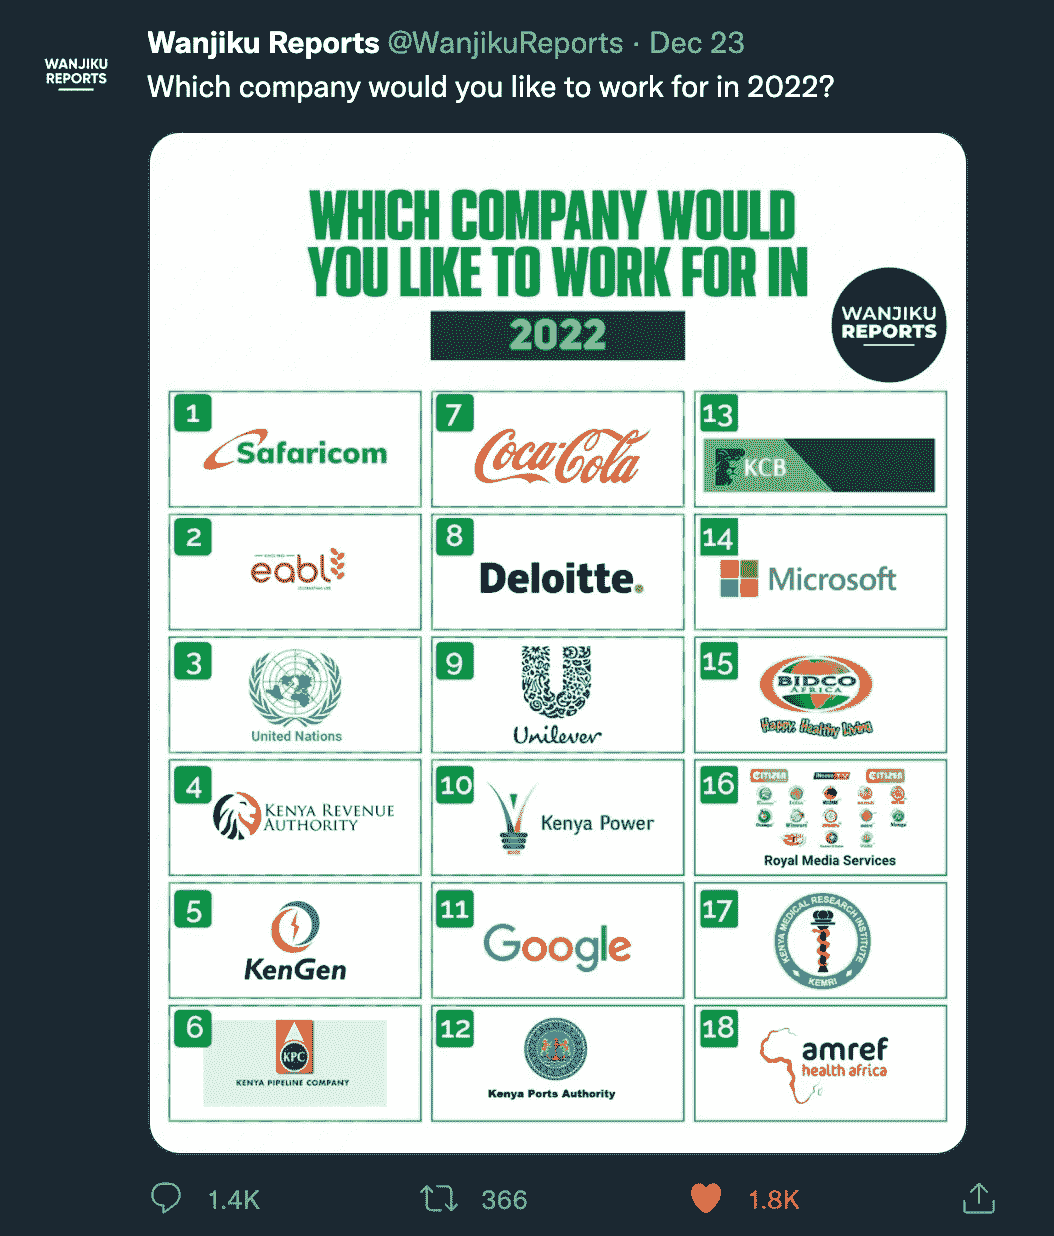 WANJIKU
REPORTS
Wanjiku Reports @WanjikuReports · Dec 23
Which company would you like to work for in 2022?
WHICH COMPANY WOULD
YOU LIKE TO WORK FOR IN
2022
WANJIKU
REPORTS
1
Safaricom
7
Coca-Cola
13
KCB
2
eabl
8
Deloitte.
14
Microsoft
3
United Nations
9
Unilever
15
BIDCO
AFRICA
Happy, Healthy Living
4
KENYA REVENUE
AUTHORITY
10
Kenya Power
16
CITIZEN
CITIZEN
Royal Media Services
5
KenGen
11
Google
17
KENYA MEDICAL RESEARCH INSTITUTE
KEMRI
6
KPC
KENYA PIPELINE COMPANY
12
Kenya Ports Authority
18
amref
health africa
1.4K
366
1.8K